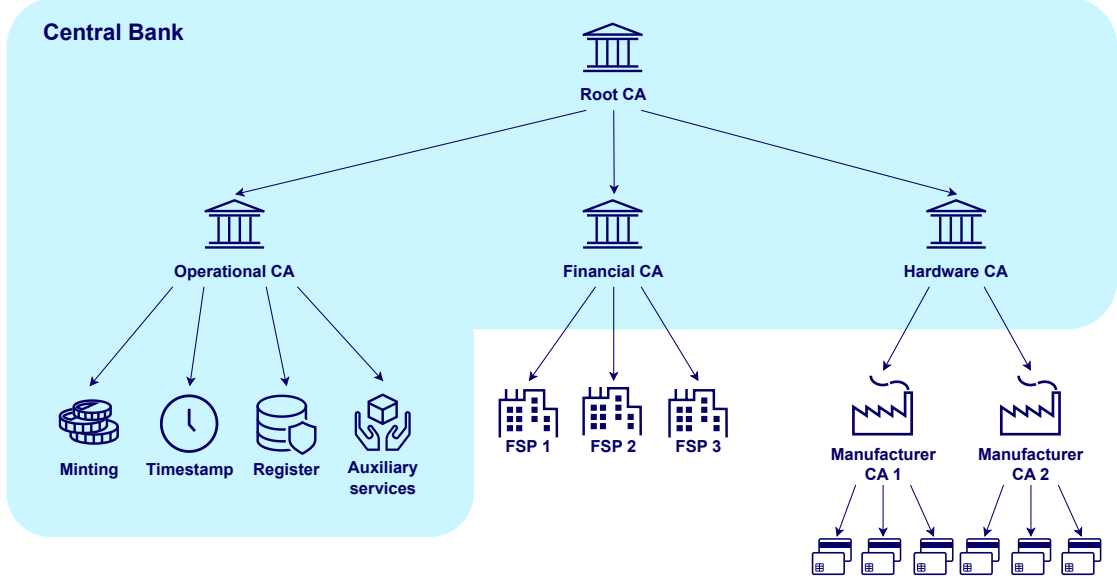 Central Bank
Root CA
Operational CA
Financial CA
Hardware CA
Minting
Timestamp
Register
Auxiliary
services
FSP 1
FSP 2
FSP 3
Manufacturer
CA 1
Manufacturer
CA 2